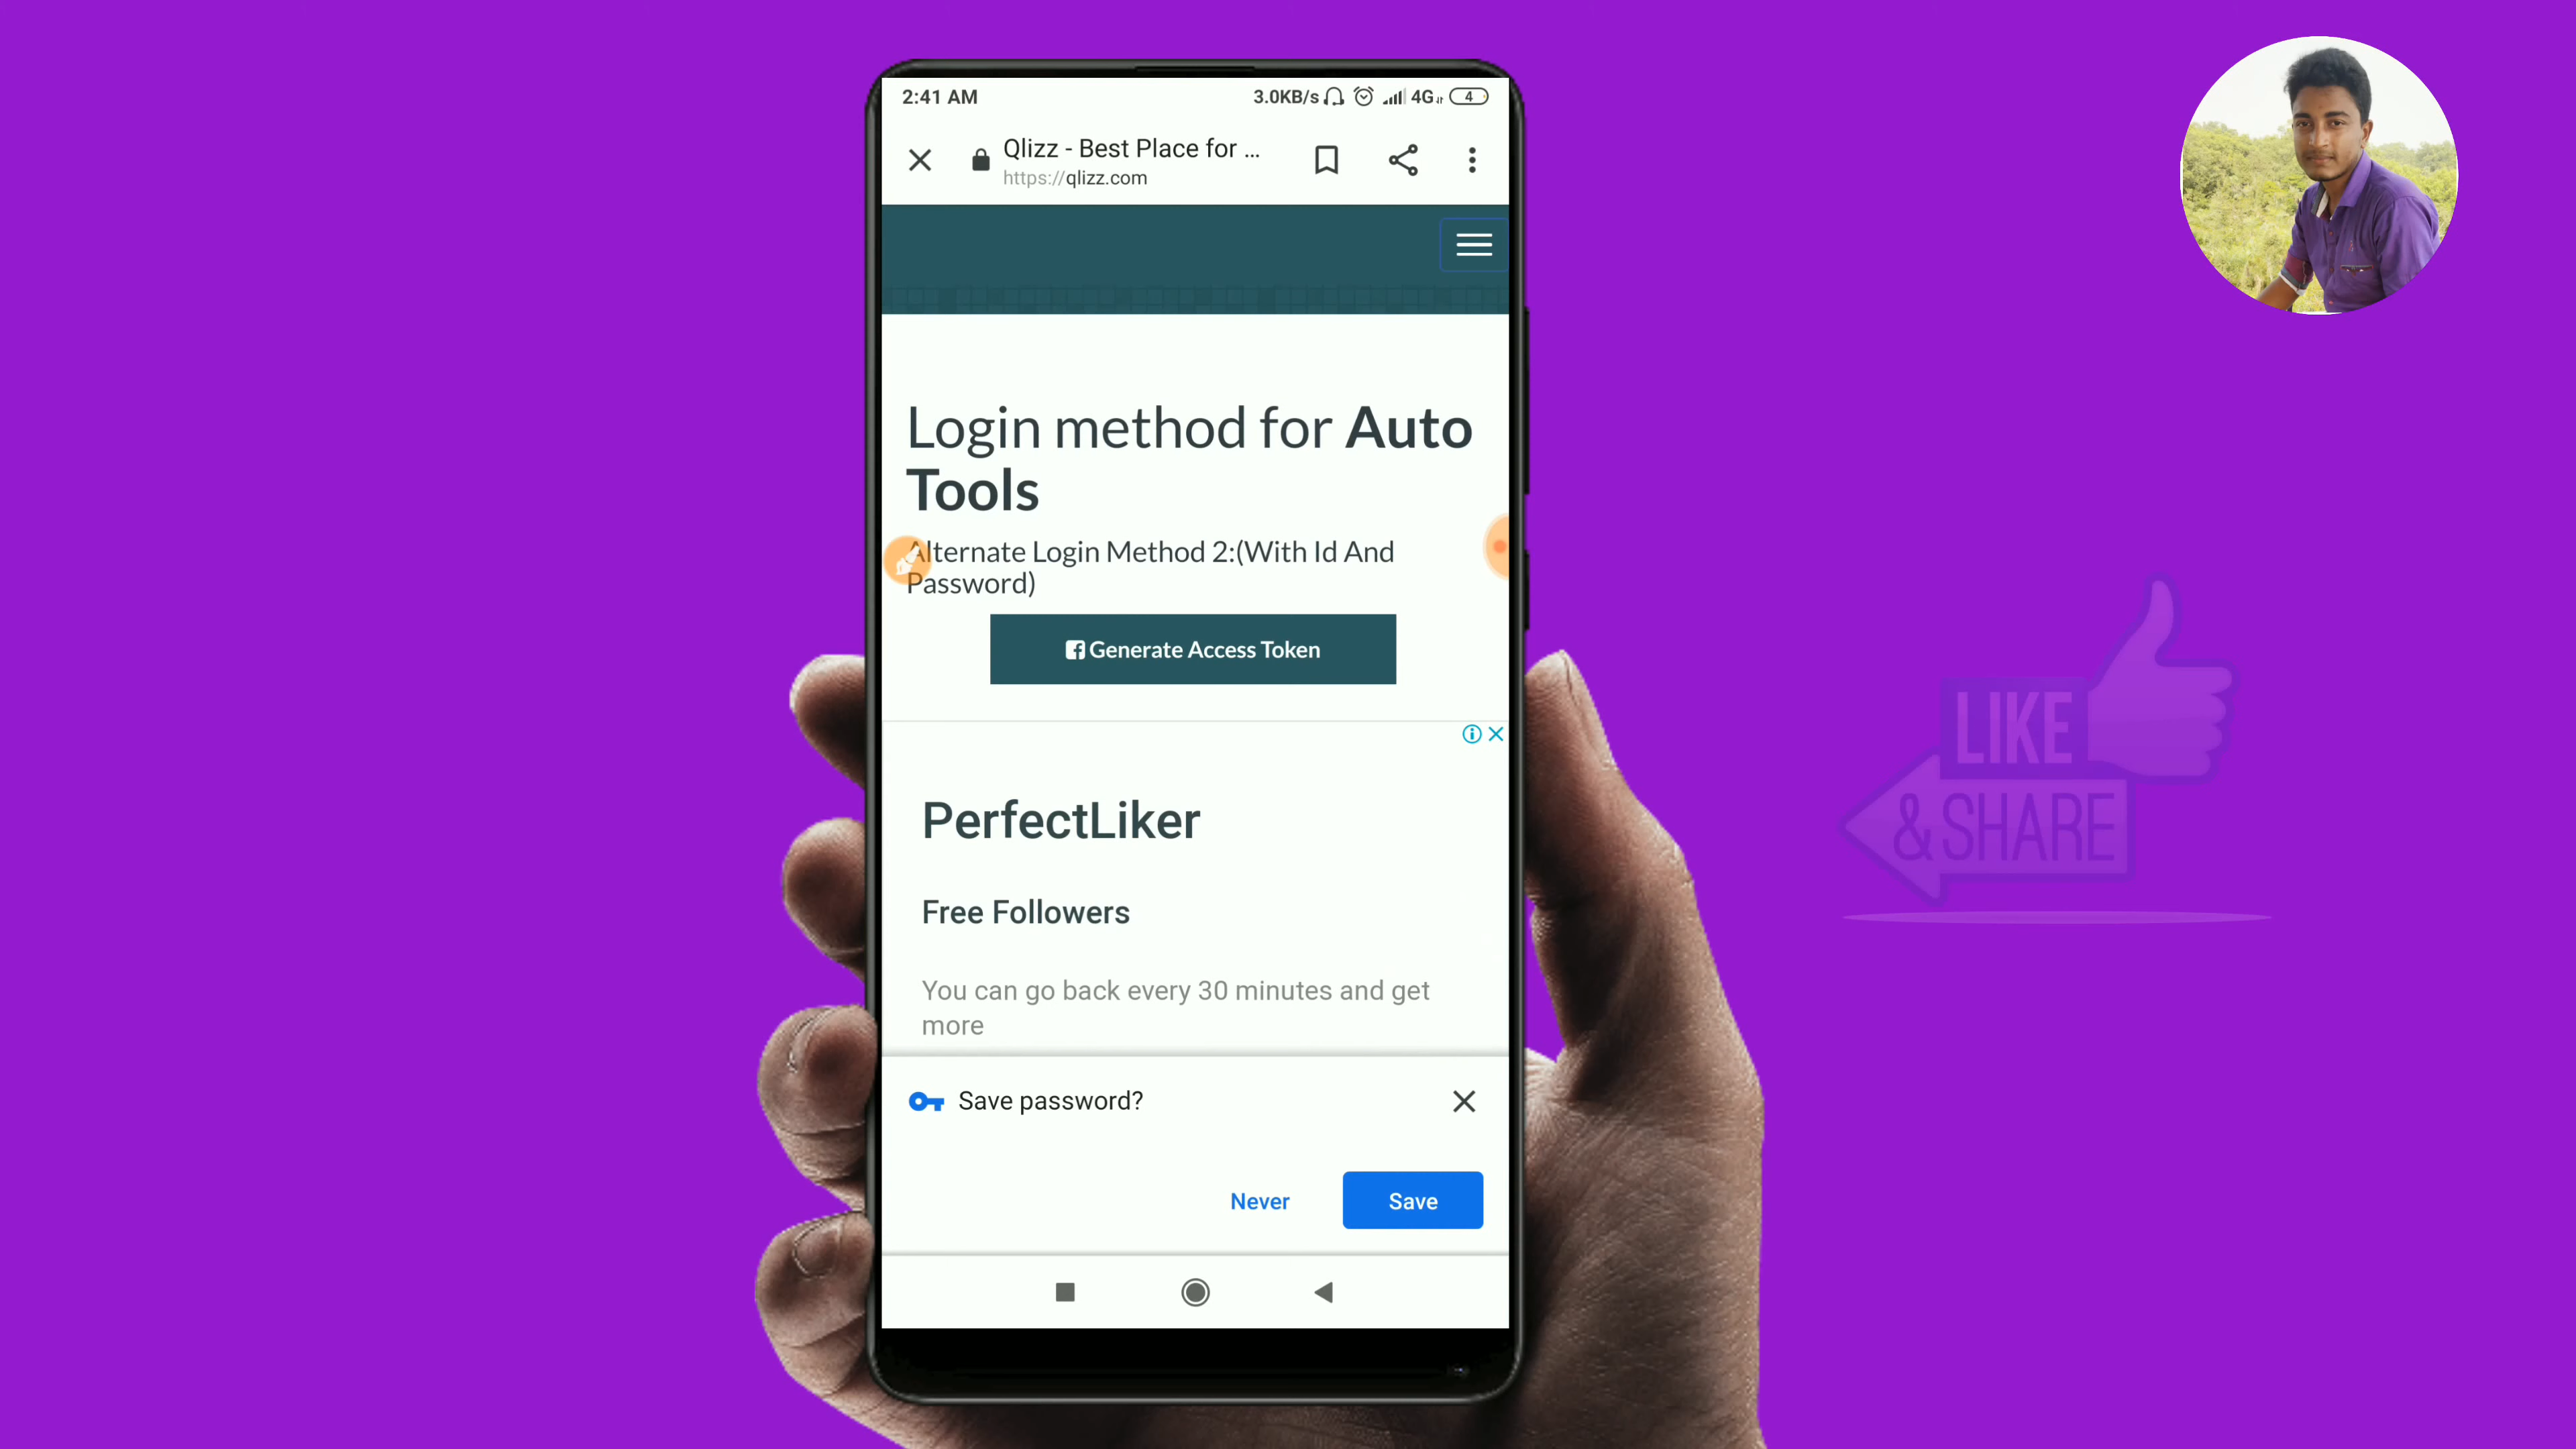 2:41 AM 3.0KB/s 4G 4
Qlizz - Best Place for ...
https://qlizz.com
Login method for Auto
Tools
Alternate Login Method 2:(With Id And
Password)
Generate Access Token
PerfectLiker
Free Followers
You can go back every 30 minutes and get
more
Save password?
Never Save
LIKE
& SHARE